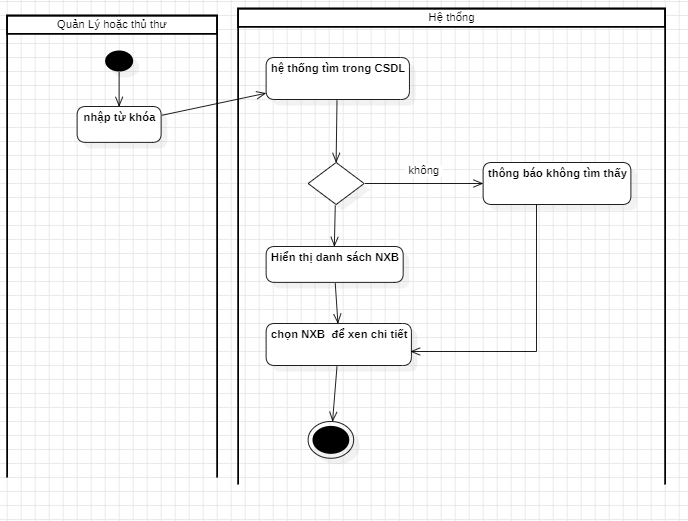 Quản Lý hoặc thủ thư
Hệ thống
hệ thống tìm trong CSDL
nhập từ khóa
không
thông báo không tìm thấy
Hiển thị danh sách NXB
chọn NXB để xen chi tiết